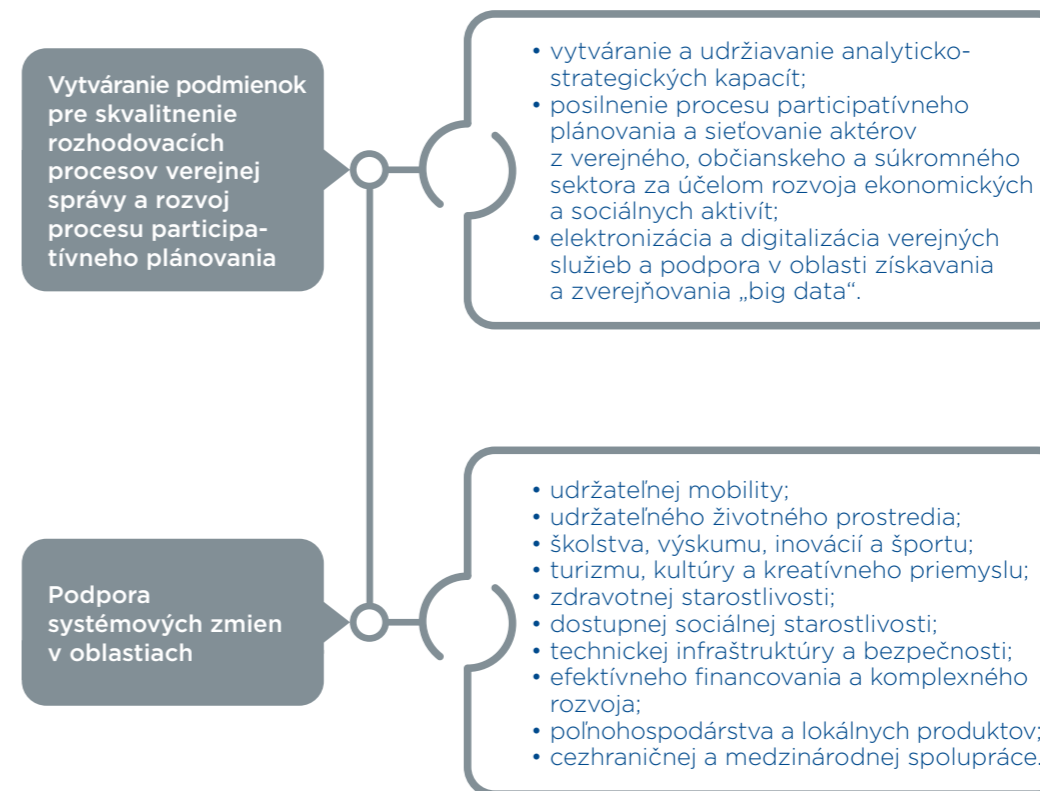 Vytváranie podmienok
pre skvalitnenie
rozhodovacích
procesov verejnej
správy a rozvoj
procesu participa-
tívneho plánovania
• vytváranie a udržiavanie analyticko-
strategických kapacít;
• posilnenie procesu participatívneho
plánovania a sieťovanie aktérov
z verejného, občianskeho a súkromného
sektora za účelom rozvoja ekonomických
a sociálnych aktivít;
• elektronizácia a digitalizácia verejných
služieb a podpora v oblasti získavania
a zverejňovania „big data“.
Podpora
systémových zmien
v oblastiach
• udržateľnej mobility;
• udržateľného životného prostredia;
• školstva, výskumu, inovácií a športu;
• turizmu, kultúry a kreatívneho priemyslu;
• zdravotnej starostlivosti;
• dostupnej sociálnej starostlivosti;
• technickej infraštruktúry a bezpečnosti;
• efektívneho financovania a komplexného
rozvoja;
• poľnohospodárstva a lokálnych produktov;
• cezhraničnej a medzinárodnej spolupráce.